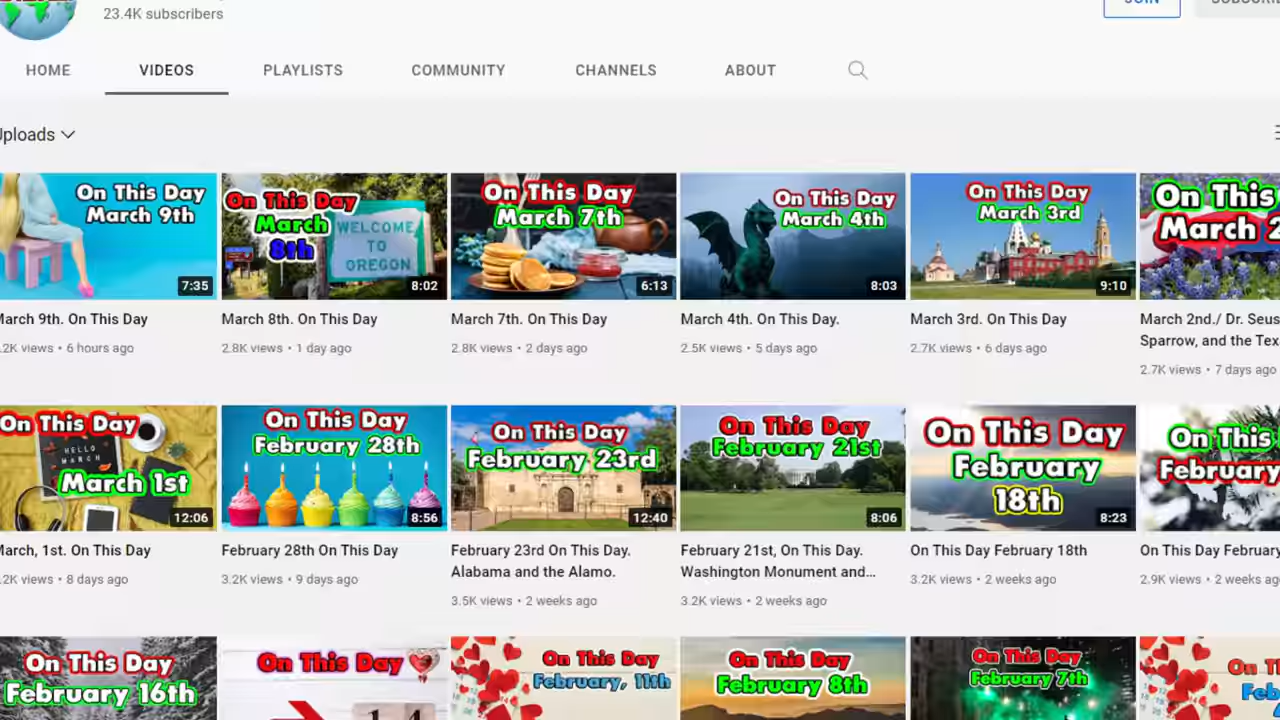 23.4K subscribers
JOIN
HOME VIDEOS PLAYLISTS COMMUNITY CHANNELS ABOUT
Uploads
On This Day
March 9th
7:35
On This Day
March
8th
WELCOME
TO
OREGON
8:02
On This Day
March 7th
6:13
On This Day
March 4th
8:03
On This Day
March 3rd
9:10
On This
March 2
March 9th. On This Day
2K views • 6 hours ago
March 8th. On This Day
2.8K views • 1 day ago
March 7th. On This Day
2.8K views • 2 days ago
March 4th. On This Day.
2.5K views • 5 days ago
March 3rd. On This Day
2.7K views • 6 days ago
March 2nd./ Dr. Seus
Sparrow, and the Tex
2.7K views • 7 days ago
On This Day
HELLO
MARCH
March 1st
12:06
On This Day
February 28th
8:56
On This Day
February 23rd
12:40
On This Day
February 21st
8:06
On This Day
February
18th
8:23
On This
February
March, 1st. On This Day
2K views • 8 days ago
February 28th On This Day
3.2K views • 9 days ago
February 23rd On This Day.
Alabama and the Alamo.
3.5K views • 2 weeks ago
February 21st, On This Day.
Washington Monument and...
3.2K views • 2 weeks ago
On This Day February 18th
3.2K views • 2 weeks ago
On This Day February
2.9K views • 2 weeks ag
On This Day
February 16th
On This Day
14
On This Day
February, 11th
On This Day
February 8th
On This Day
February 7th
On Th
Feb